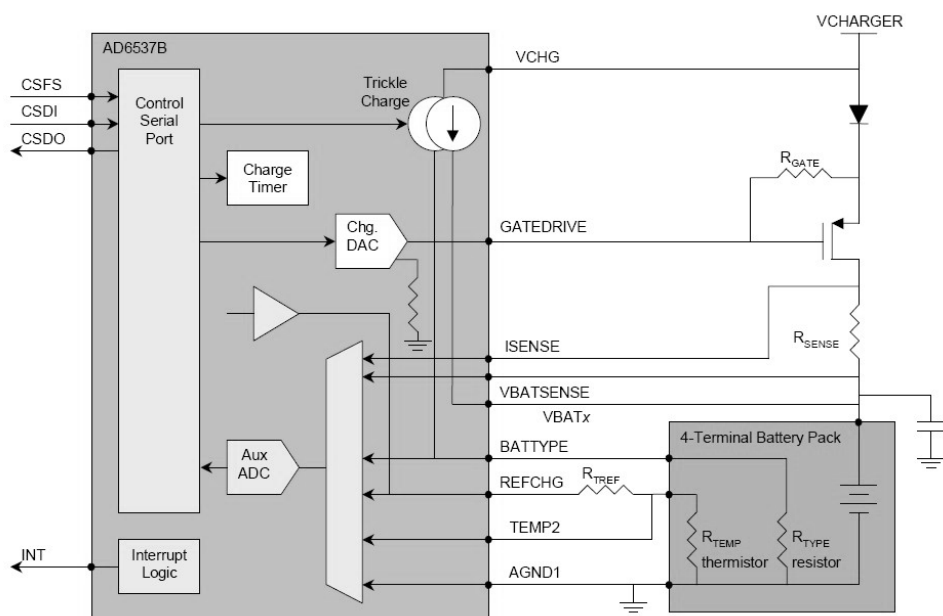 VCHARGER
AD6537B
VCHG
CSFS
CSDI
CSDO
Control
Serial
Port
Trickle
Charge
Charge
Timer
RGATE
Chg.
DAC
GATEDRIVE
ISENSE
RSENSE
VBATSENSE
VBATx
4-Terminal Battery Pack
BATTYPE
Aux
ADC
REFCHG
RTREF
TEMP2
RTEMP
thermistor
RTYPE
resistor
INT
Interrupt
Logic
AGND1